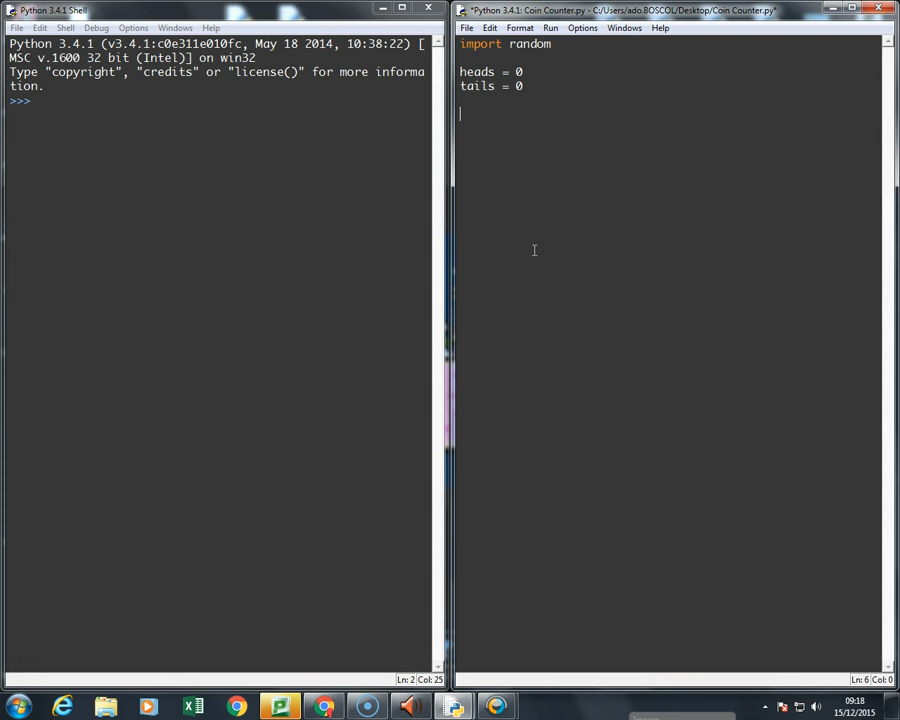 Python 3.4.1 Shell
File Edit Shell Debug Options Windows Help
Python 3.4.1 (v3.4.1:c0e311e010fc, May 18 2014, 10:38:22) [
MSC v.1600 32 bit (Intel)] on win32
Type "copyright", "credits" or "license()" for more informa
tion.
>>>
Ln: 2 Col: 25
*Python 3.4.1: Coin Counter.py - C:/Users/ado.BOSCOL/Desktop/Coin Counter.py*
File Edit Format Run Options Windows Help
import random
heads = 0
tails = 0
Ln: 6 Col: 0
09:18
15/12/2015